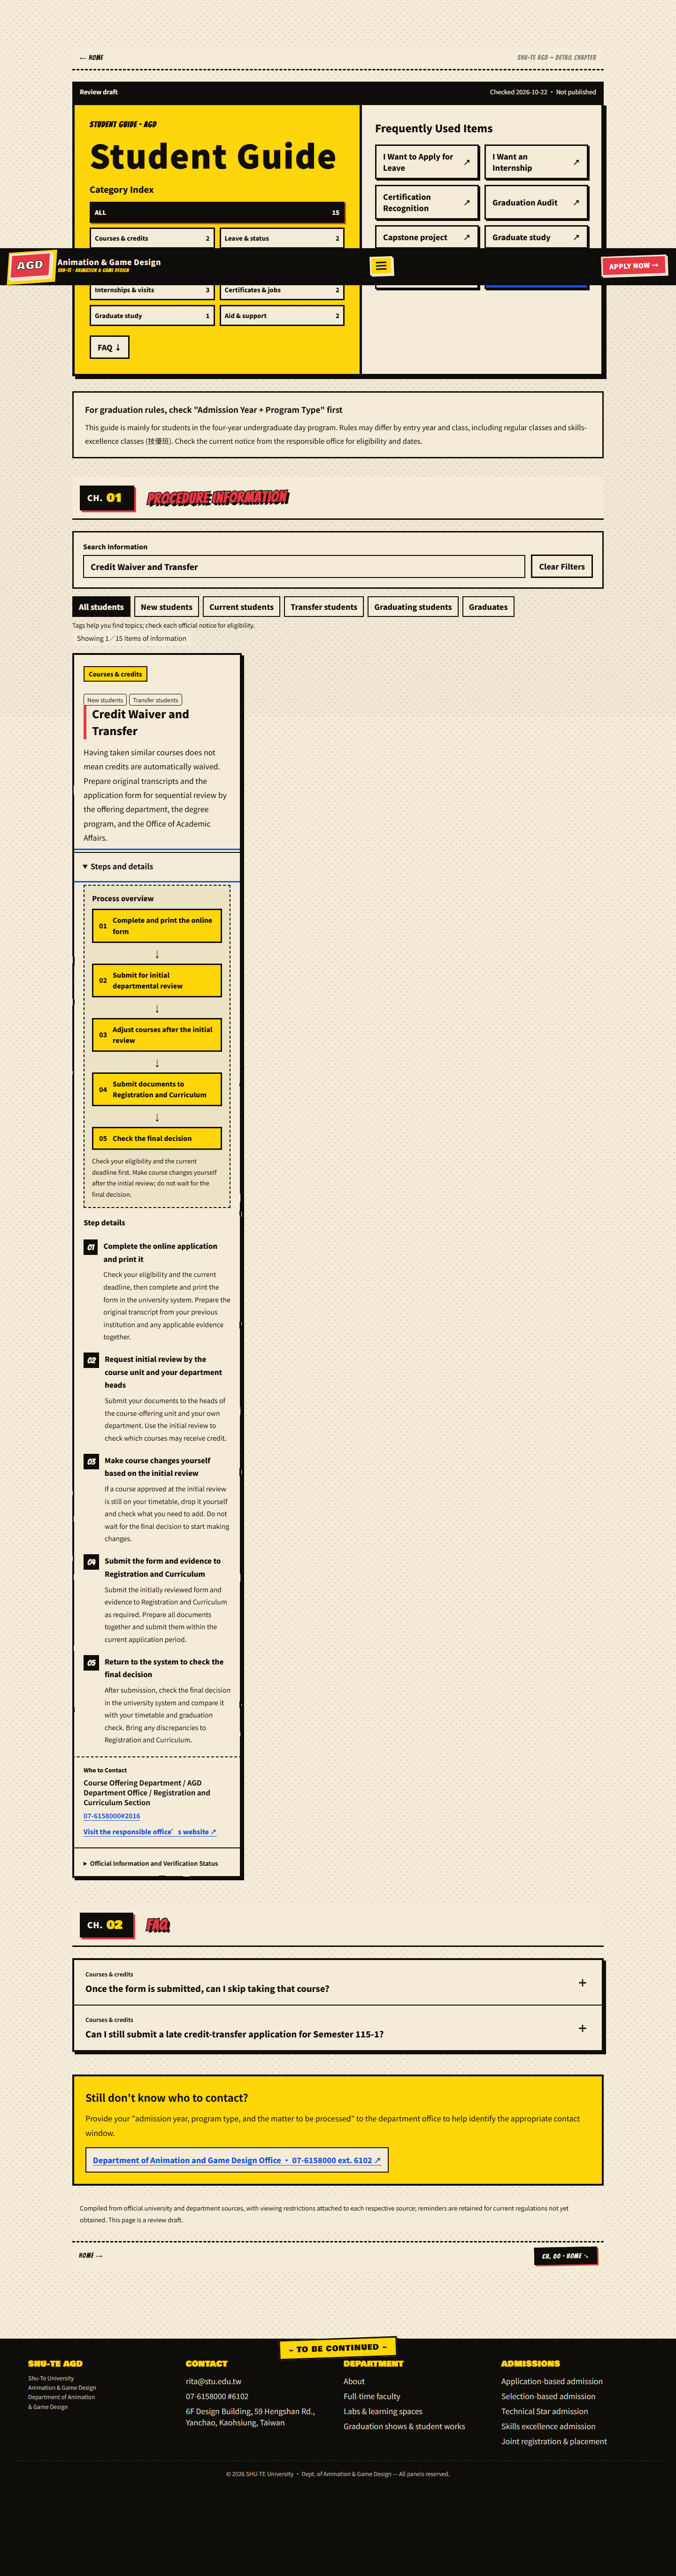 ← HOME
SHU-TE AGD — DETAIL CHAPTER
Review draft
Checked 2026-10-22 • Not published
STUDENT GUIDE • AGD
Student Guide
Category Index
ALL 15
Courses & credits 2
Leave & status 2
Frequently Used Items
I Want to Apply for
Leave ↗
I Want an
Internship ↗
Certification
Recognition ↗
Graduation Audit ↗
Capstone project ↗
Graduate study ↗
AGD
Animation & Game Design
SHU-TE • ANIMATION & GAME DESIGN
APPLY NOW →
Internships & visits 3
Certificates & jobs 2
Graduate study 1
Aid & support 2
FAQ ↓
For graduation rules, check "Admission Year + Program Type" first
This guide is mainly for students in the four-year undergraduate day program. Rules may differ by entry year and class, including regular classes and skills-
excellence classes (技優班). Check the current notice from the responsible office for eligibility and dates.
CH. 01
PROCEDURE INFORMATION
Search Information
Credit Waiver and Transfer
Clear Filters
All students
New students
Current students
Transfer students
Graduating students
Graduates
Tags help you find topics; check each official notice for eligibility.
Showing 1／15 items of information
Courses & credits
New students
Transfer students
Credit Waiver and
Transfer
Having taken similar courses does not
mean credits are automatically waived.
Prepare original transcripts and the
application form for sequential review by
the offering department, the degree
program, and the Office of Academic
Affairs.
▼ Steps and details
Process overview
01 Complete and print the online
form
↓
02 Submit for initial
departmental review
↓
03 Adjust courses after the initial
review
↓
04 Submit documents to
Registration and Curriculum
↓
05 Check the final decision
Check your eligibility and the current
deadline first. Make course changes yourself
after the initial review; do not wait for the
final decision.
Step details
01 Complete the online application
and print it
Check your eligibility and the current
deadline, then complete and print the
form in the university system. Prepare the
original transcript from your previous
institution and any applicable evidence
together.
02 Request initial review by the
course unit and your department
heads
Submit your documents to the heads of
the course-offering unit and your own
department. Use the initial review to
check which courses may receive credit.
03 Make course changes yourself
based on the initial review
If a course approved at the initial review
is still on your timetable, drop it yourself
and check what you need to add. Do not
wait for the final decision to start making
changes.
04 Submit the form and evidence to
Registration and Curriculum
Submit the initially reviewed form and
evidence to Registration and Curriculum
as required. Prepare all documents
together and submit them within the
current application period.
05 Return to the system to check the
final decision
After submission, check the final decision
in the university system and compare it
with your timetable and graduation
check. Bring any discrepancies to
Registration and Curriculum.
Who to Contact
Course Offering Department / AGD
Department Office / Registration and
Curriculum Section
07-6158000#2016
Visit the responsible office’s website ↗
▶ Official Information and Verification Status
CH. 02
FAQ
Courses & credits
Once the form is submitted, can I skip taking that course? +
Courses & credits
Can I still submit a late credit-transfer application for Semester 115-1? +
Still don't know who to contact?
Provide your "admission year, program type, and the matter to be processed" to the department office to help identify the appropriate contact
window.
Department of Animation and Game Design Office • 07-6158000 ext. 6102 ↗
Compiled from official university and department sources, with viewing restrictions attached to each respective source; reminders are retained for current regulations not yet
obtained. This page is a review draft.
HOME →
CH. 00 • HOME ↘
~ TO BE CONTINUED ~
SHU-TE AGD
Shu-Te University
Animation & Game Design
Department of Animation
& Game Design
CONTACT
rita@stu.edu.tw
07-6158000 #6102
6F Design Building, 59 Hengshan Rd.,
Yanchao, Kaohsiung, Taiwan
DEPARTMENT
About
Full-time faculty
Labs & learning spaces
Graduation shows & student works
ADMISSIONS
Application-based admission
Selection-based admission
Technical Star admission
Skills excellence admission
Joint registration & placement
© 2026 SHU-TE University • Dept. of Animation & Game Design — All panels reserved.